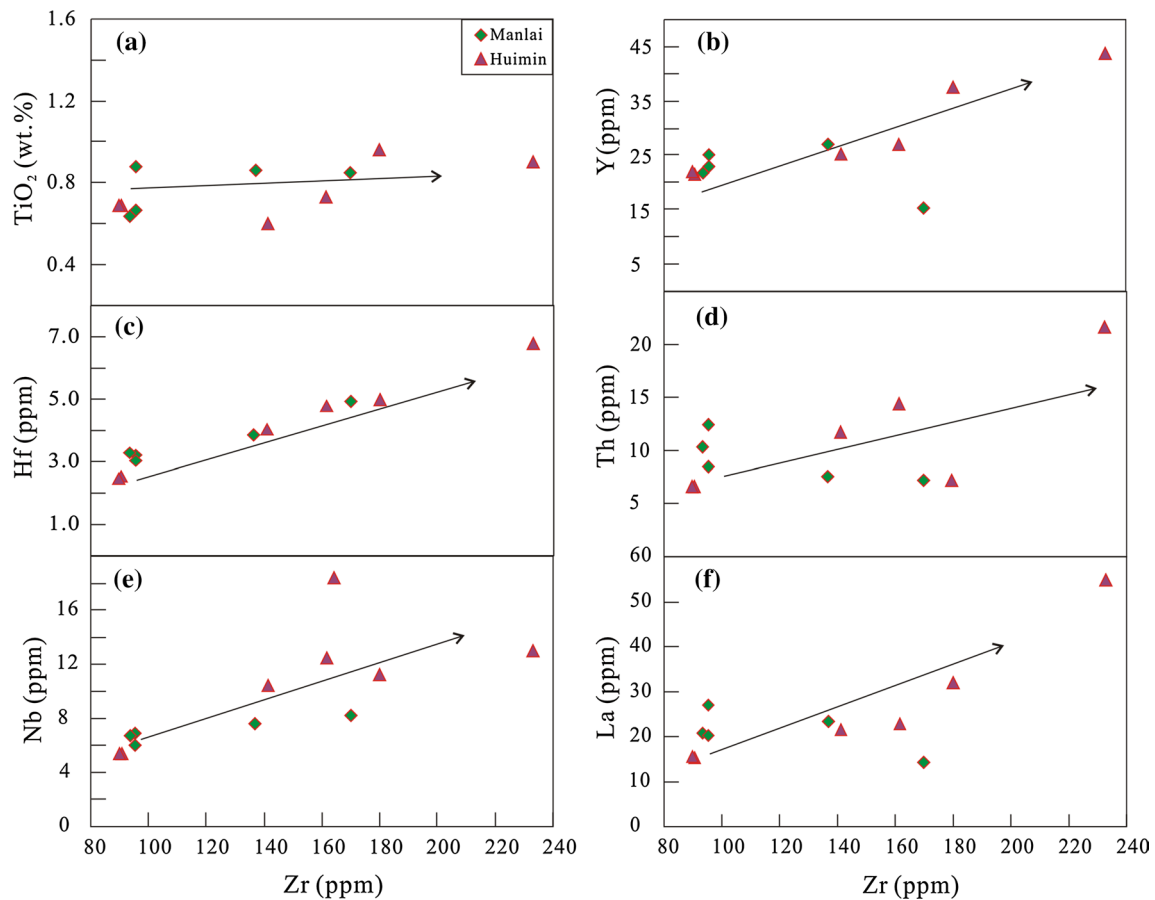 (a)
Manlai
Huimin
1.6
1.2
0.8
0.4
TiO2 (wt.%)
(b)
45
35
25
15
5
Y(ppm)
(c)
7.0
5.0
3.0
1.0
Hf (ppm)
(d)
20
15
10
5
60
Th (ppm)
(e)
16
12
8
4
0
Nb (ppm)
80 100 120 140 160 180 200 220 240
Zr (ppm)
(f)
50
40
30
20
10
0
La (ppm)
80 100 120 140 160 180 200 220 240
Zr (ppm)